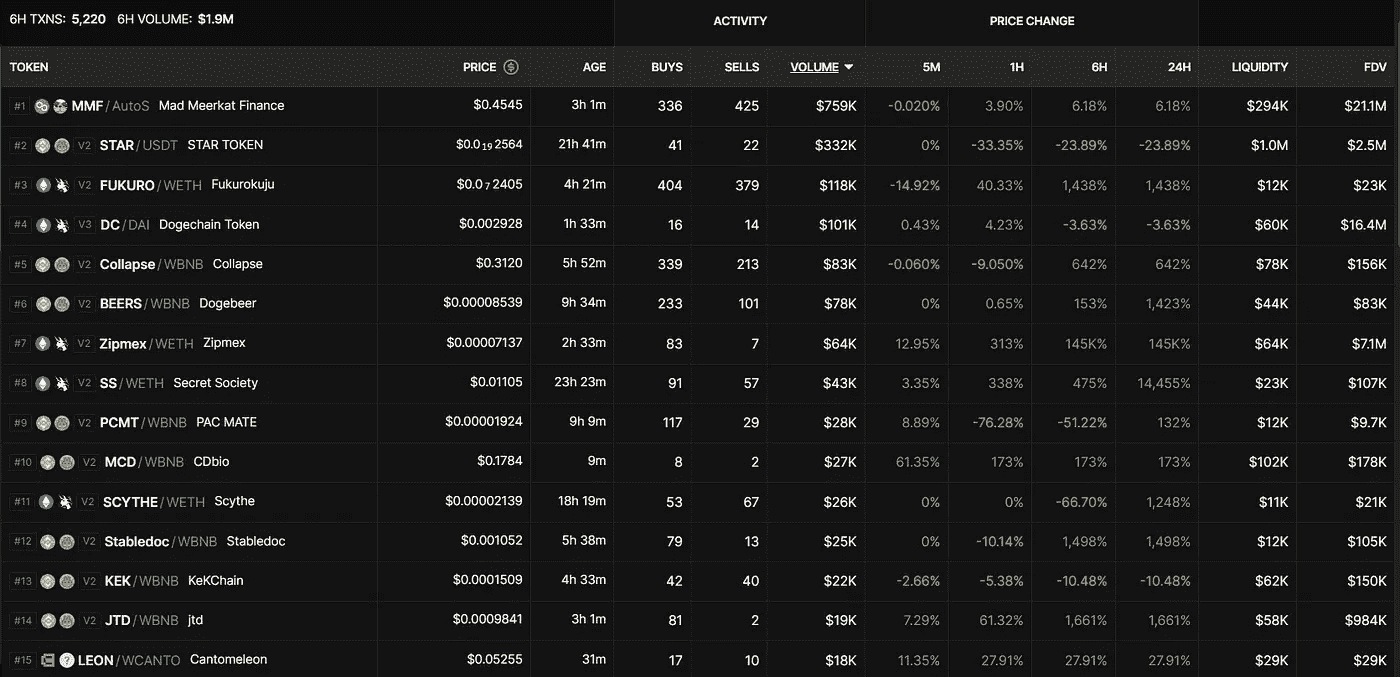 6H TXNS: 5,220 6H VOLUME: $1.9M ACTIVITY PRICE CHANGE
TOKEN PRICE AGE BUYS SELLS VOLUME 5M 1H 6H 24H LIQUIDITY FDV
#1 MMF/AutoS Mad Meerkat Finance $0.4545 3h 1m 336 425 $759K -0.020% 3.90% 6.18% 6.18% $294K $21.1M
#2 V2 STAR/USDT STAR TOKEN $0.0₁₉2564 21h 41m 41 22 $332K 0% -33.35% -23.89% -23.89% $1.0M $2.5M
#3 V2 FUKURO/WETH Fukurokuju $0.0₇2405 4h 21m 404 379 $118K -14.92% 40.33% 1,438% 1,438% $12K $23K
#4 V3 DC/DAI Dogechain Token $0.002928 1h 33m 16 14 $101K 0.43% 4.23% -3.63% -3.63% $60K $16.4M
#5 V2 Collapse/WBNB Collapse $0.3120 5h 52m 339 213 $83K -0.060% -9.050% 642% 642% $78K $156K
#6 V2 BEERS/WBNB Dogebeer $0.00008539 9h 34m 233 101 $78K 0% 0.65% 153% 1,423% $44K $83K
#7 V2 Zipmex/WETH Zipmex $0.00007137 2h 33m 83 7 $64K 12.95% 313% 145K% 145K% $64K $7.1M
#8 V2 SS/WETH Secret Society $0.01105 23h 23m 91 57 $43K 3.35% 338% 475% 14,455% $23K $107K
#9 V2 PCMT/WBNB PAC MATE $0.00001924 9h 9m 117 29 $28K 8.89% -76.28% -51.22% 132% $12K $9.7K
#10 V2 MCD/WBNB CDbio $0.1784 9m 8 2 $27K 61.35% 173% 173% 173% $102K $178K
#11 V2 SCYTHE/WETH Scythe $0.00002139 18h 19m 53 67 $26K 0% 0% -66.70% 1,248% $11K $21K
#12 V2 Stabledoc/WBNB Stabledoc $0.001052 5h 38m 79 13 $25K 0% -10.14% 1,498% 1,498% $12K $105K
#13 V2 KEK/WBNB KeKChain $0.0001509 4h 33m 42 40 $22K -2.66% -5.38% -10.48% -10.48% $62K $150K
#14 V2 JTD/WBNB jtd $0.0009841 3h 1m 81 2 $19K 7.29% 61.32% 1,661% 1,661% $58K $984K
#15 LEON/WCANTO Cantomeleon $0.05255 31m 17 10 $18K 11.35% 27.91% 27.91% 27.91% $29K $29K